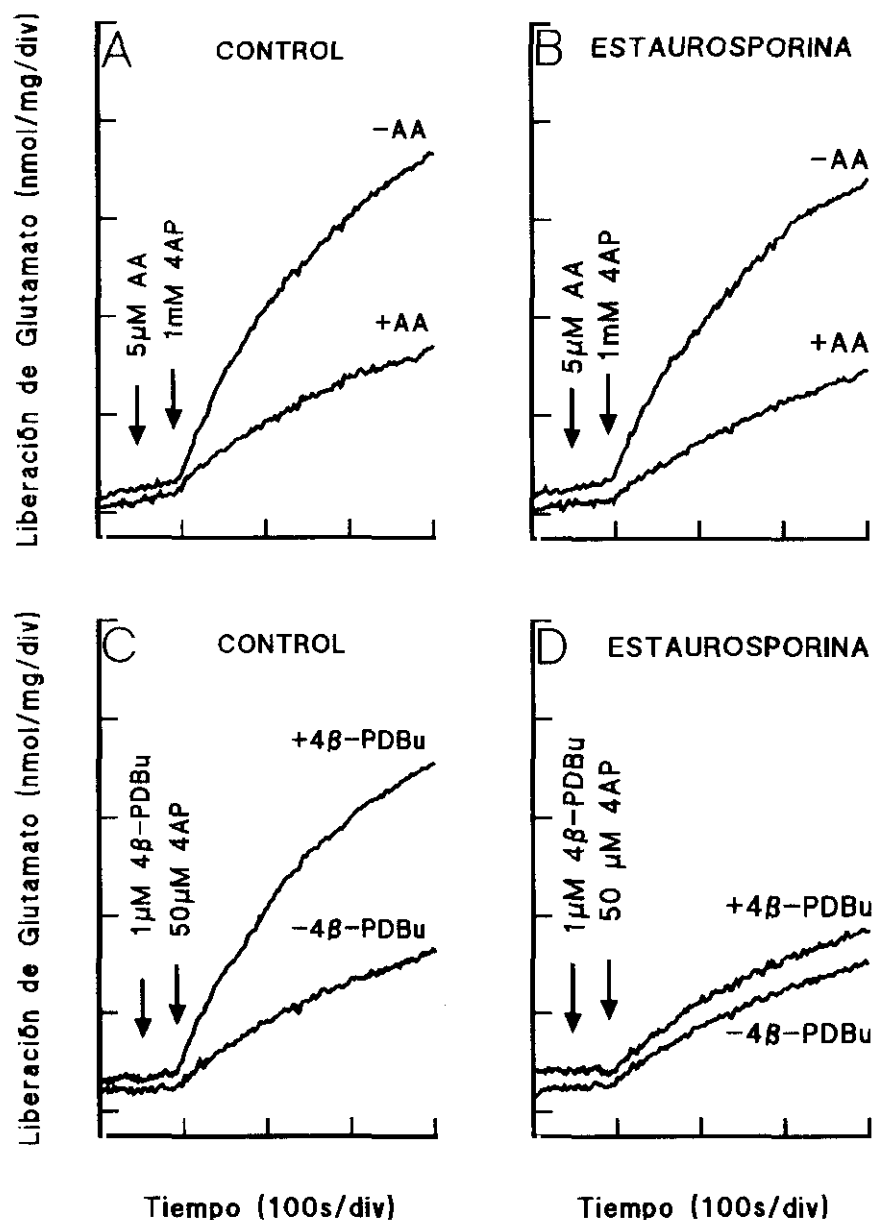 A
CONTROL
Liberación de Glutamato (nmol/mg/div)
5μM AA
1mM 4AP
-AA
+AA
B
ESTAUROSPORINA
5μM AA
1mM 4AP
-AA
+AA
C
CONTROL
Liberación de Glutamato (nmol/mg/div)
1μM 4β-PDBu
50μM 4AP
+4β-PDBu
-4β-PDBu
Tiempo (100s/div)
D
ESTAUROSPORINA
1μM 4β-PDBu
50 μM 4AP
+4β-PDBu
-4β-PDBu
Tiempo (100s/div)